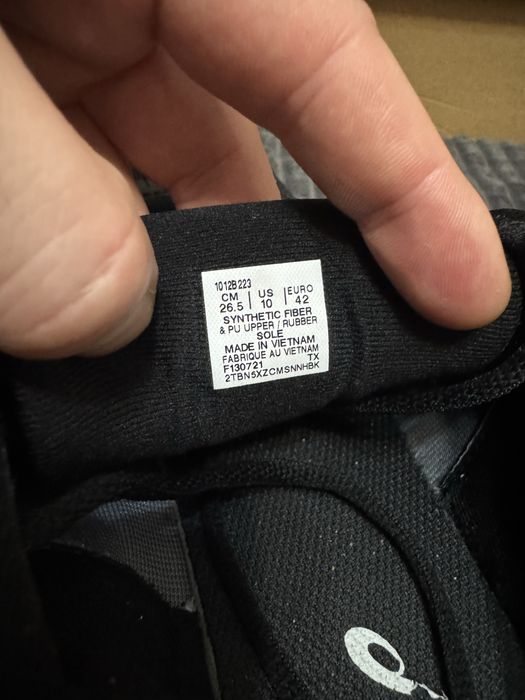 1012B223
CM | US | EURO
26.5 | 10 | 42
SYNTHETIC FIBER
& PU UPPER / RUBBER
SOLE
MADE IN VIETNAM
FABRIQUE AU VIETNAM
F130721 TX
2TBN5XZCMSNNHBK